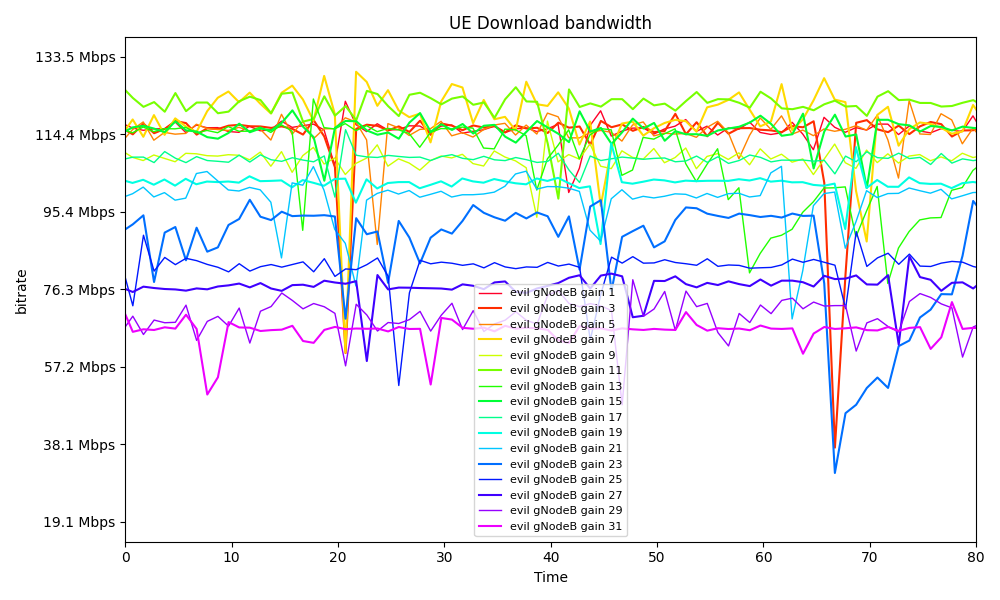 UE Download bandwidth
133.5 Mbps
114.4 Mbps
95.4 Mbps
76.3 Mbps
57.2 Mbps
38.1 Mbps
19.1 Mbps
bitrate
evil gNodeB gain 1
evil gNodeB gain 3
evil gNodeB gain 5
evil gNodeB gain 7
evil gNodeB gain 9
evil gNodeB gain 11
evil gNodeB gain 13
evil gNodeB gain 15
evil gNodeB gain 17
evil gNodeB gain 19
evil gNodeB gain 21
evil gNodeB gain 23
evil gNodeB gain 25
evil gNodeB gain 27
evil gNodeB gain 29
evil gNodeB gain 31
0 10 20 30 40 50 60 70 80
Time